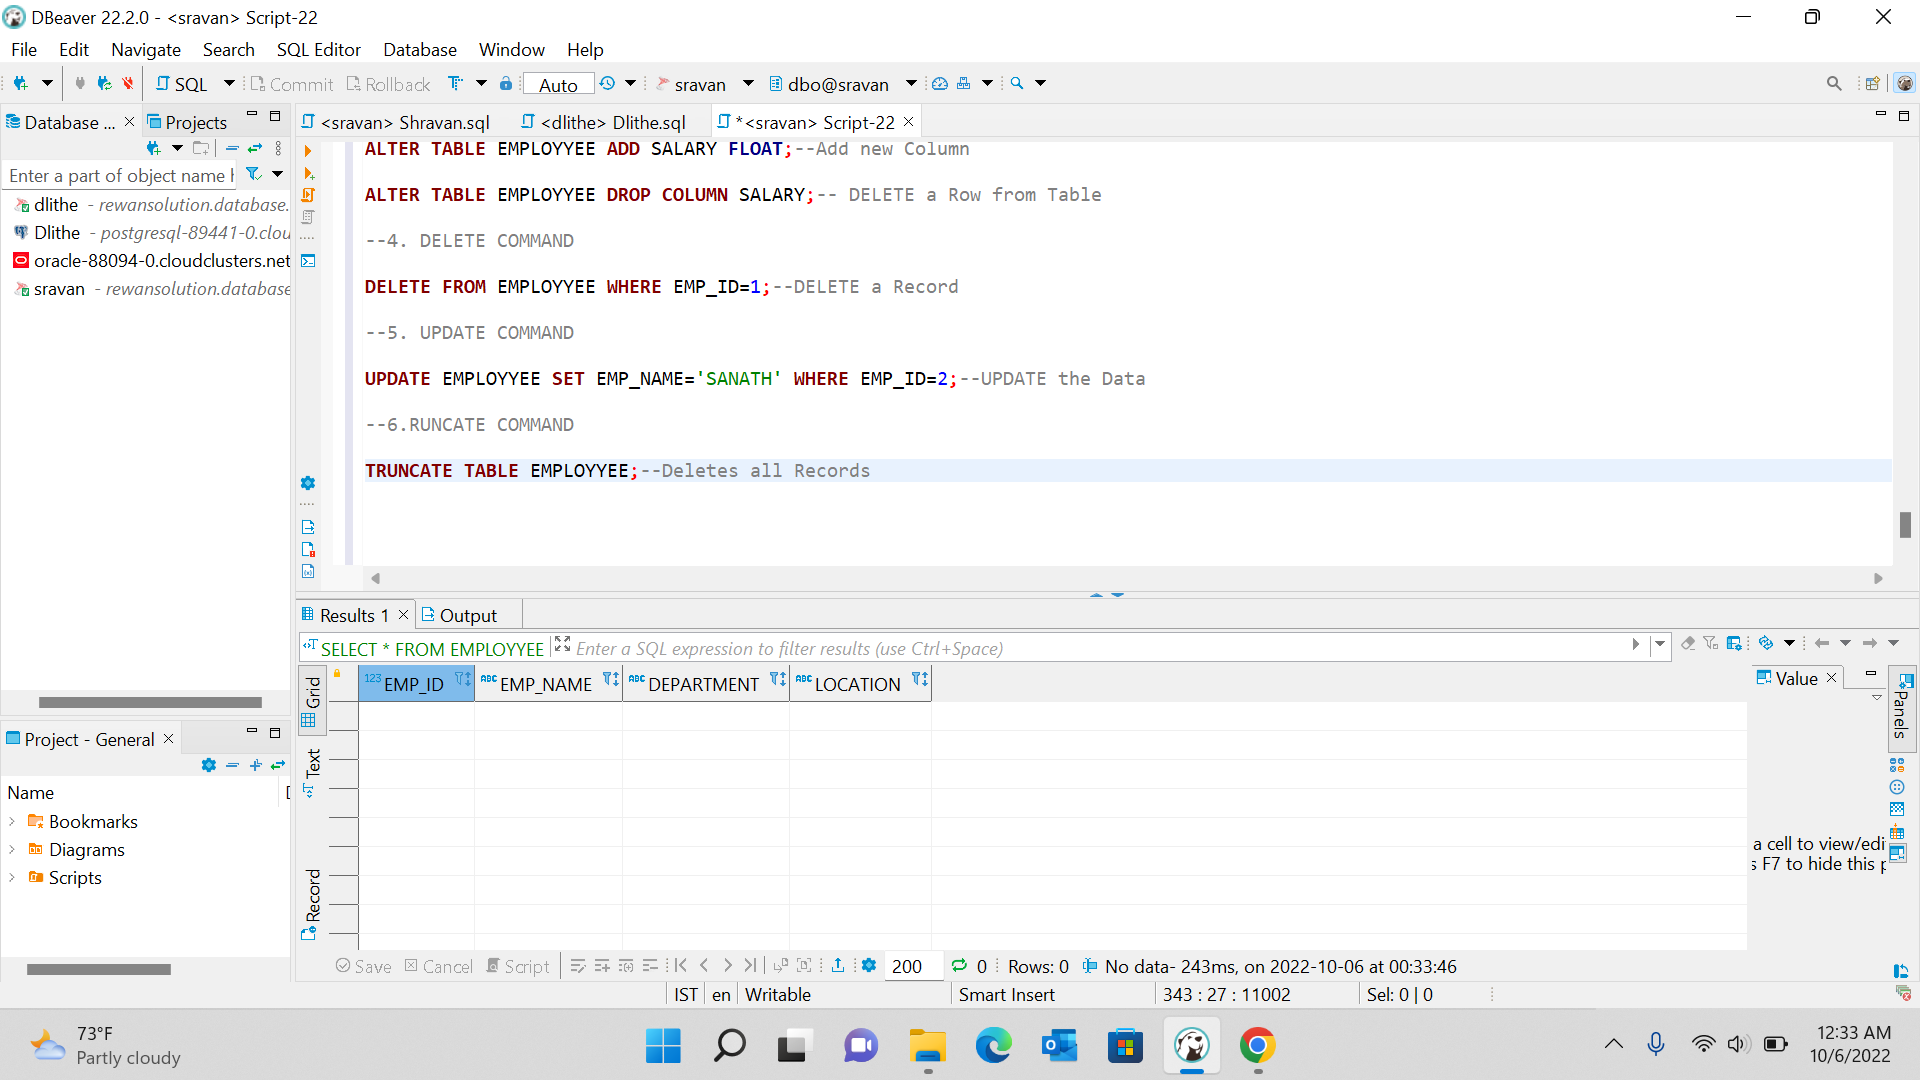 DBeaver 22.2.0 - <sravan> Script-22
File Edit Navigate Search SQL Editor Database Window Help
SQL Commit Rollback Auto sravan dbo@sravan
Database ... Projects
Enter a part of object name
dlithe - rewansolution.database.
Dlithe - postgresql-89441-0.clou
oracle-88094-0.cloudclusters.net
sravan - rewansolution.database
<sravan> Shravan.sql <dlithe> Dlithe.sql *<sravan> Script-22
ALTER TABLE EMPLOYYEE ADD SALARY FLOAT;--Add new Column
ALTER TABLE EMPLOYYEE DROP COLUMN SALARY;-- DELETE a Row from Table
--4. DELETE COMMAND
DELETE FROM EMPLOYYEE WHERE EMP_ID=1;--DELETE a Record
--5. UPDATE COMMAND
UPDATE EMPLOYYEE SET EMP_NAME='SANATH' WHERE EMP_ID=2;--UPDATE the Data
--6.RUNCATE COMMAND
TRUNCATE TABLE EMPLOYYEE;--Deletes all Records
Results 1 Output
SELECT * FROM EMPLOYYEE Enter a SQL expression to filter results (use Ctrl+Space)
Grid
Text
Record
123 EMP_ID ABC EMP_NAME ABC DEPARTMENT ABC LOCATION
Value
Panels
a cell to view/edi
s F7 to hide this p
Project - General
Name
Bookmarks
Diagrams
Scripts
Save Cancel Script 200 0 Rows: 0 No data- 243ms, on 2022-10-06 at 00:33:46
IST en Writable Smart Insert 343 : 27 : 11002 Sel: 0 | 0
73°F
Partly cloudy
12:33 AM
10/6/2022